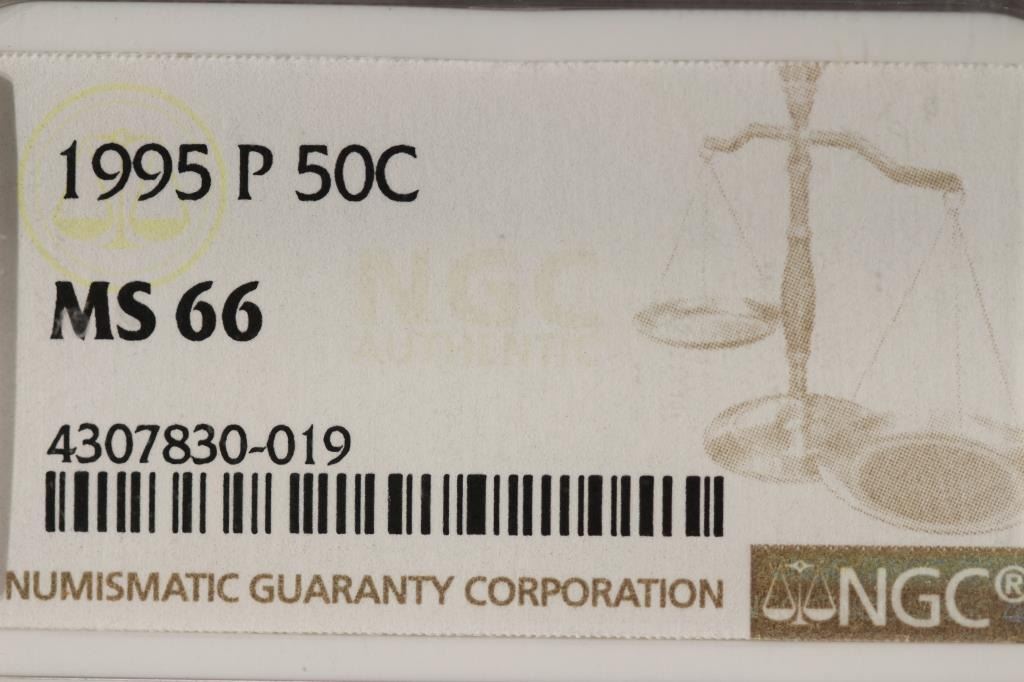 1995 P 50C
NGC
AUTHENTIC
MS 66
4307830-019
NUMISMATIC GUARANTY CORPORATION
NGC®